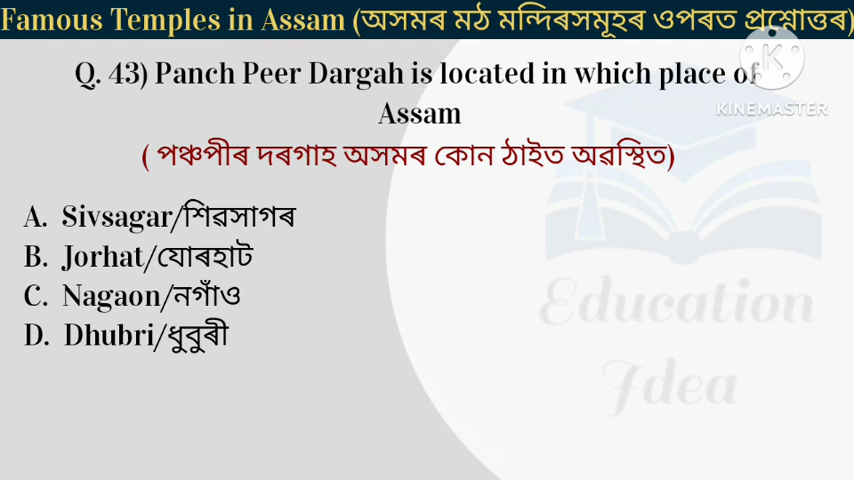 Famous Temples in Assam (অসমৰ মঠ মন্দিৰসমূহৰ ওপৰত প্ৰশ্নোত্তৰ)
Q. 43) Panch Peer Dargah is located in which place of
Assam
KINEMASTER
( পঞ্চপীৰ দৰগাহ অসমৰ কোন ঠাইত অৱস্থিত)
A. Sivsagar/শিৱসাগৰ
B. Jorhat/যোৰহাট
C. Nagaon/নগাঁও
D. Dhubri/ধুবুৰী
Education
Idea